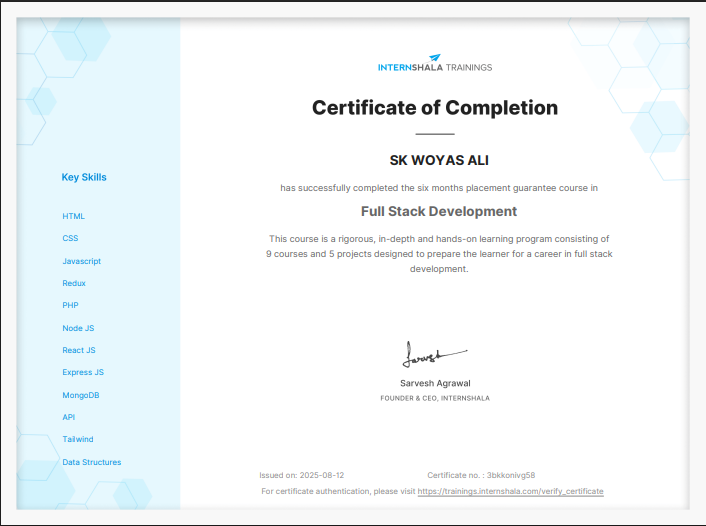 INTERNSHALA TRAININGS
Certificate of Completion
SK WOYAS ALI
has successfully completed the six months placement guarantee course in
Full Stack Development
This course is a rigorous, in-depth and hands-on learning program consisting of
9 courses and 5 projects designed to prepare the learner for a career in full stack
development.
Key Skills
HTML
CSS
Javascript
Redux
PHP
Node JS
React JS
Express JS
MongoDB
API
Tailwind
Data Structures
Sarvesh
Sarvesh Agrawal
FOUNDER & CEO, INTERNSHALA
Issued on: 2025-08-12
Certificate no. : 3bkkonivg58
For certificate authentication, please visit https://trainings.internshala.com/verify_certificate